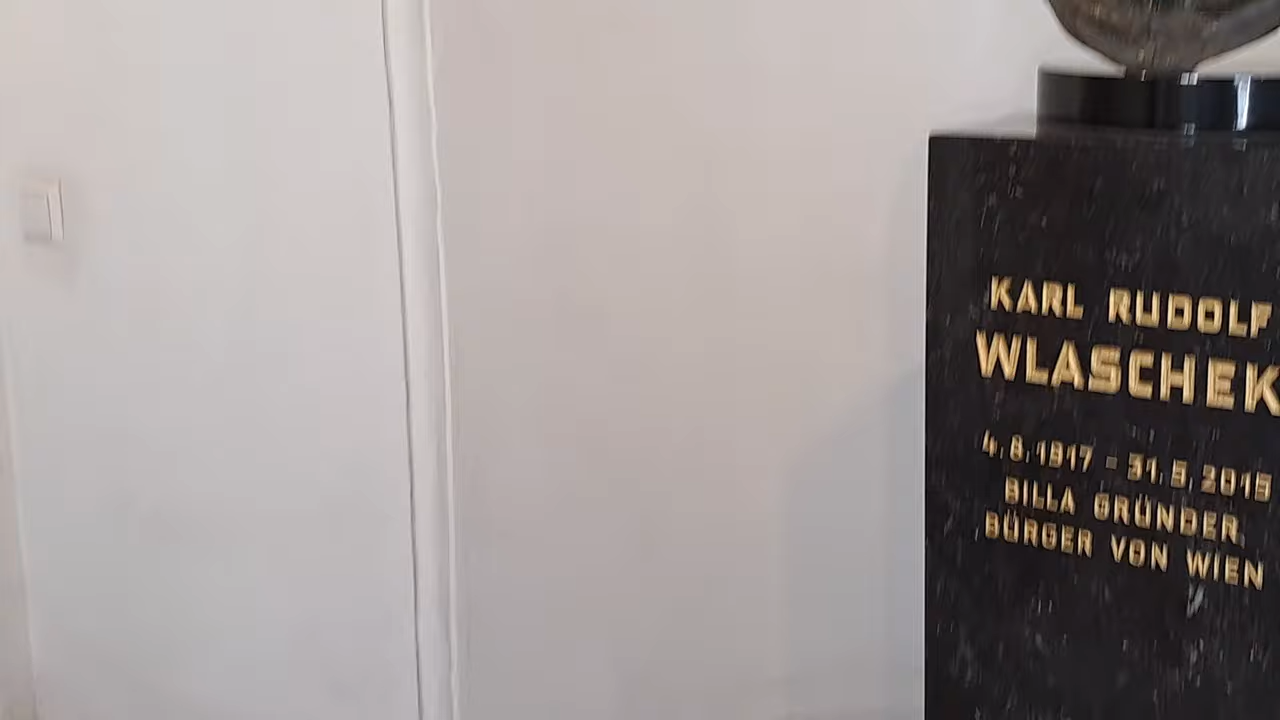 KARL RUDOLF
WLASCHEK
4.8.1917 - 31.5.2015
BILLA GRÜNDER,
BÜRGER VON WIEN